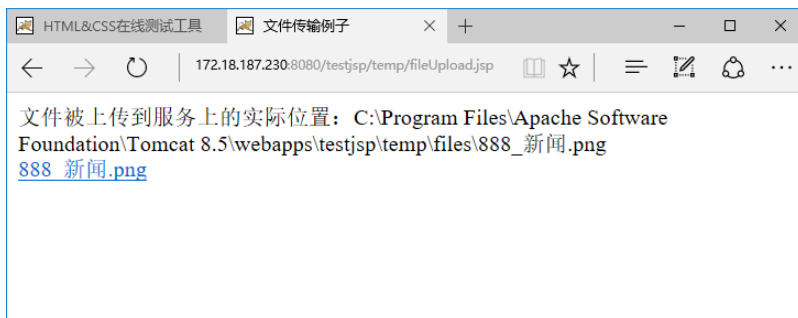 HTML&CSS在线测试工具
文件传输例子
172.18.187.230:8080/testjsp/temp/fileUpload.jsp
文件被上传到服务上的实际位置：C:\Program Files\Apache Software
Foundation\Tomcat 8.5\webapps\testjsp\temp\files\888_新闻.png
888_新闻.png